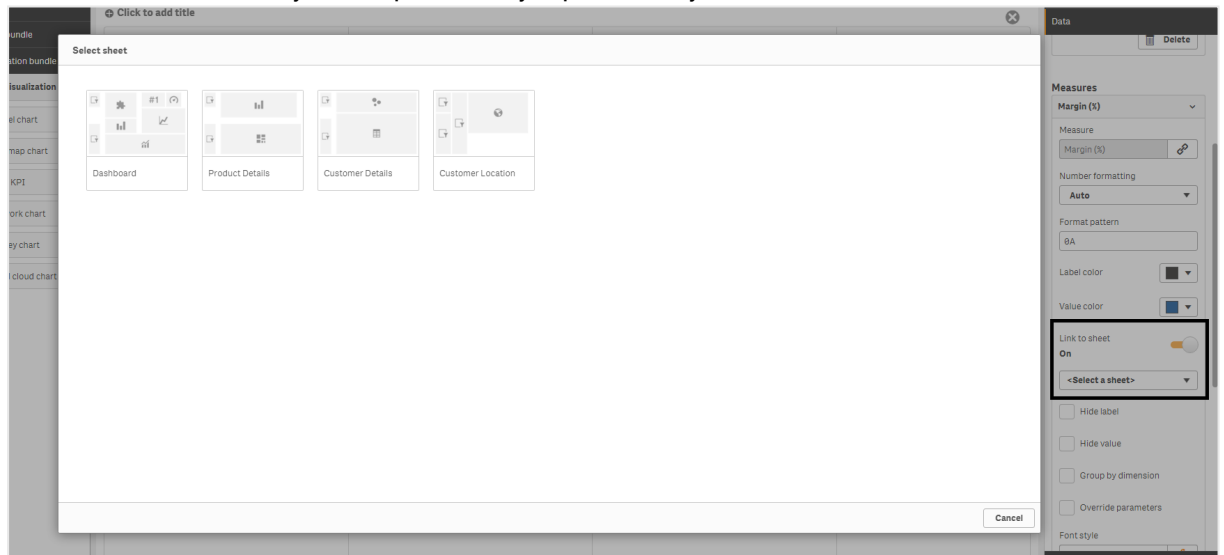 Click to add title
Data
undle
Delete
ation bundle
Select sheet
isualization
Measures
#1
Margin (%)
el chart
Measure
map chart
Margin (%)
Dashboard
Product Details
Customer Details
Customer Location
KPI
Number formatting
Auto
ork chart
Format pattern
ey chart
0A
cloud chart
Label color
Value color
Link to sheet
On
<Select a sheet>
Hide label
Hide value
Group by dimension
Override parameters
Cancel
Font style